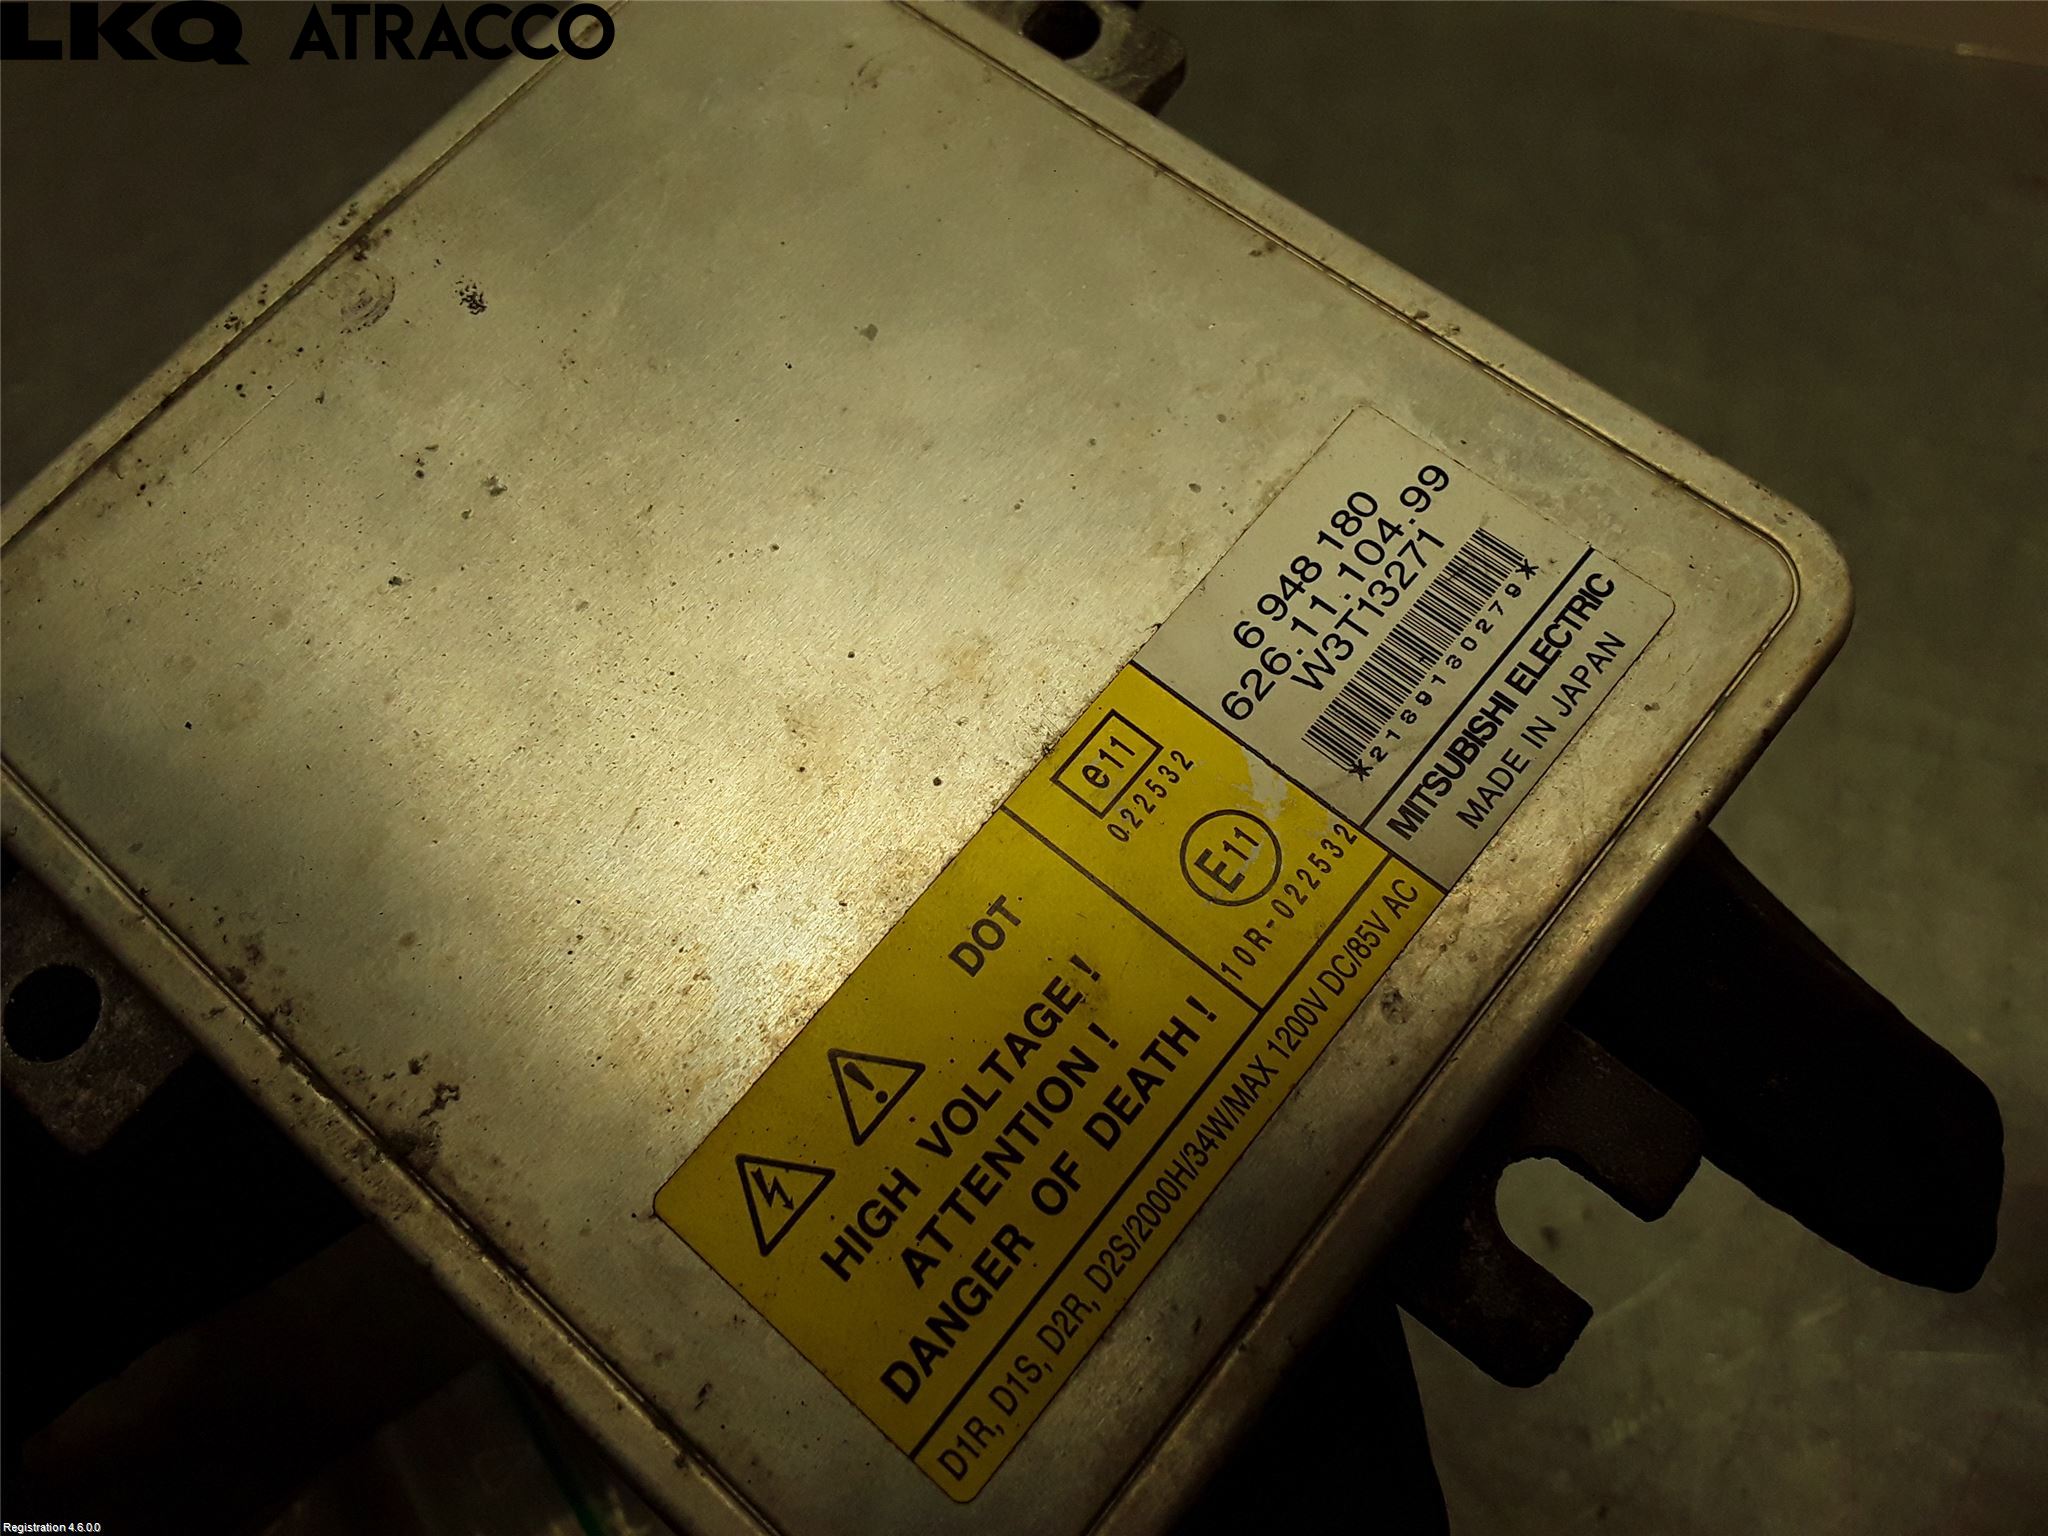 LKQ ATRACCO
6 948 180
626.11.104.99
W3T13271
*2189130279*
MITSUBISHI ELECTRIC
MADE IN JAPAN
e11
022532
E11
10R-022532
DOT
HIGH VOLTAGE !
ATTENTION !
DANGER OF DEATH !
D1R, D1S, D2R, D2S/2000H/34W/MAX 1200V DC/85V AC
Registration 4.6.0.0